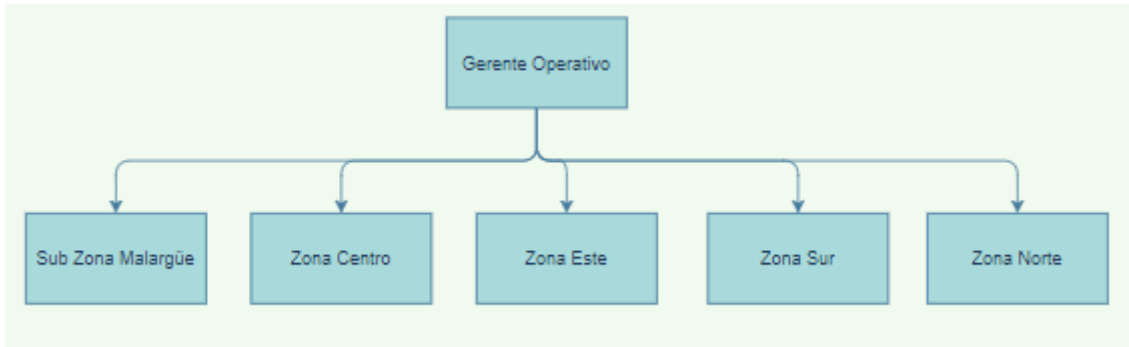 Gerente Operativo
Sub Zona Malargüe
Zona Centro
Zona Este
Zona Sur
Zona Norte